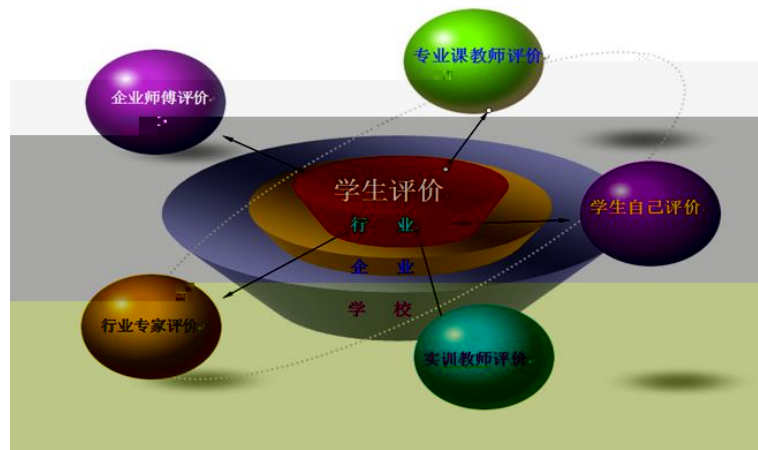 专业课教师评价
企业师傅评价
学生评价
学生自己评价
行 业
企 业
学 校
行业专家评价
实训教师评价